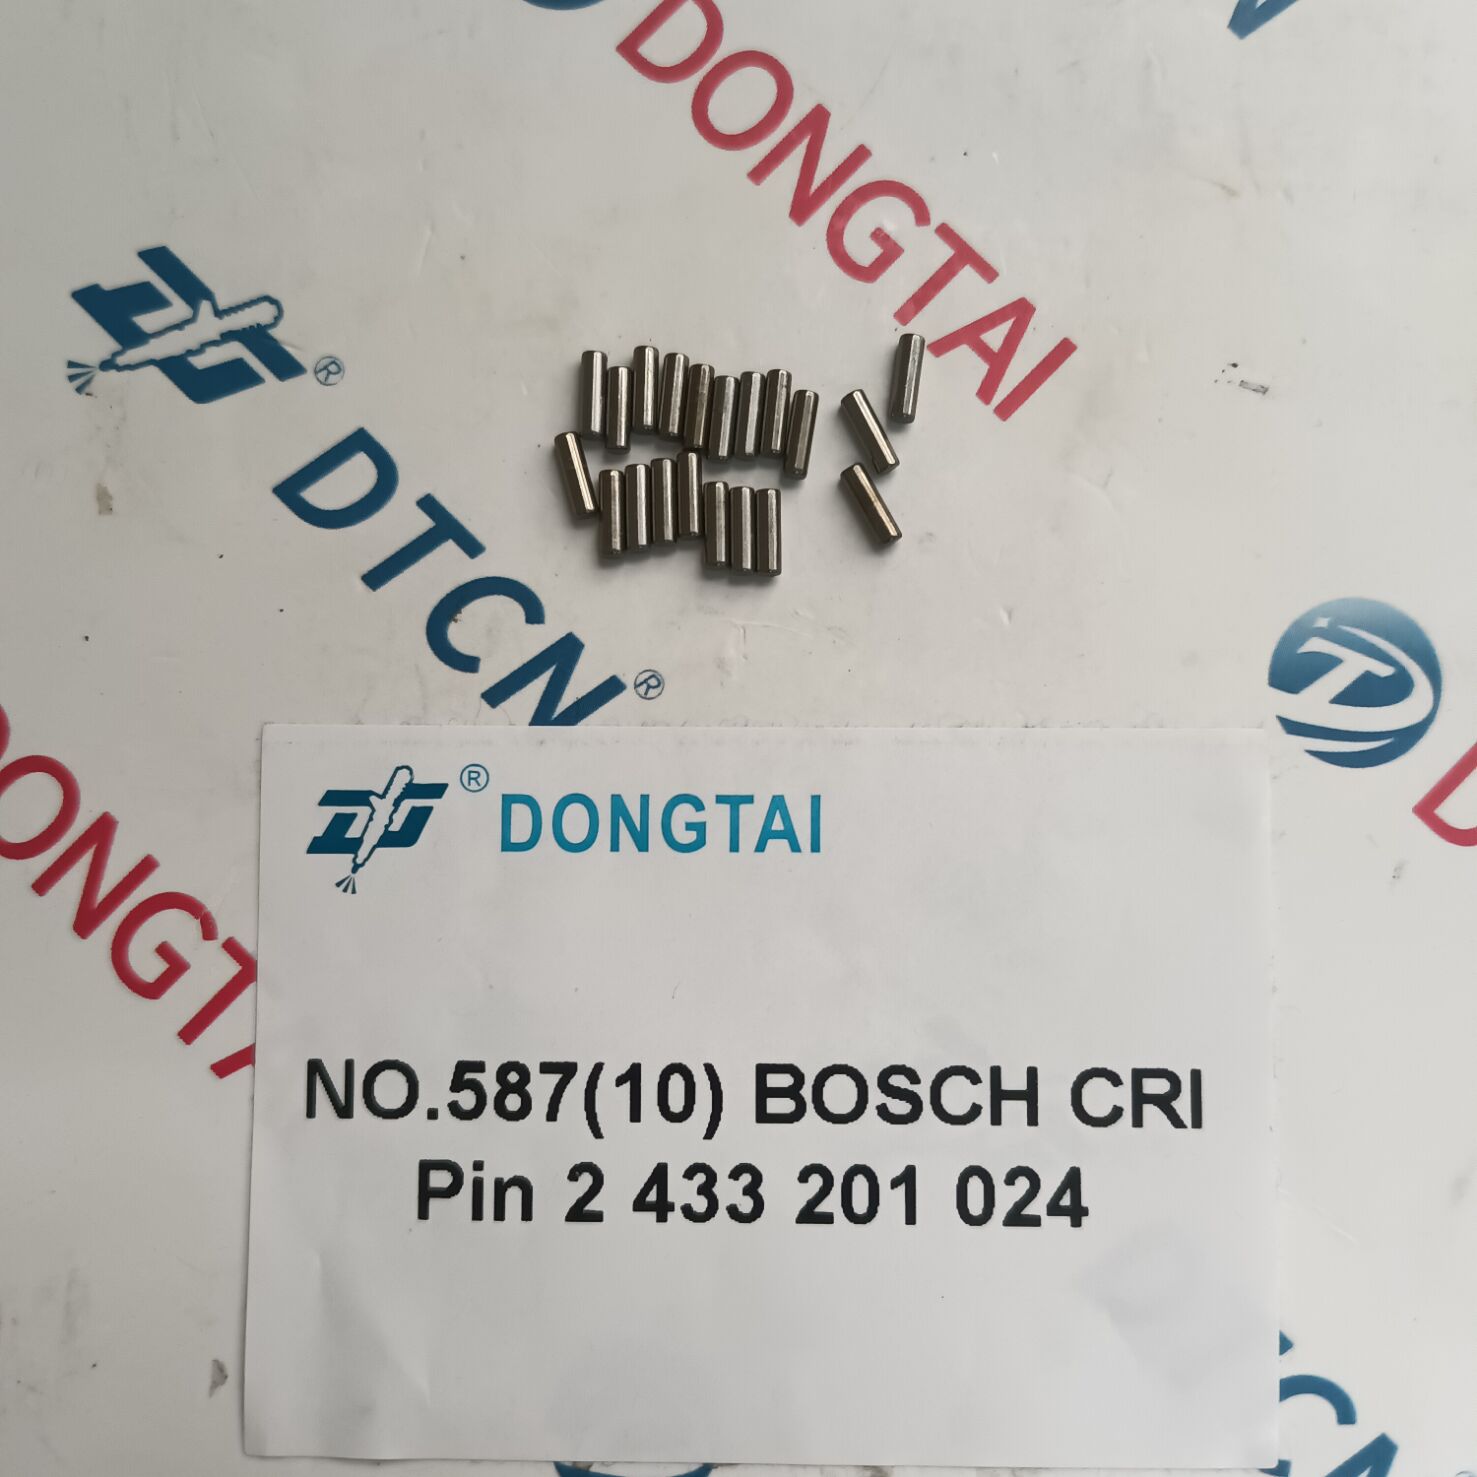 DONGTAI
®
DTCN®
DONGTAI
® DONGTAI
NO.587(10) BOSCH CRI
Pin 2 433 201 024